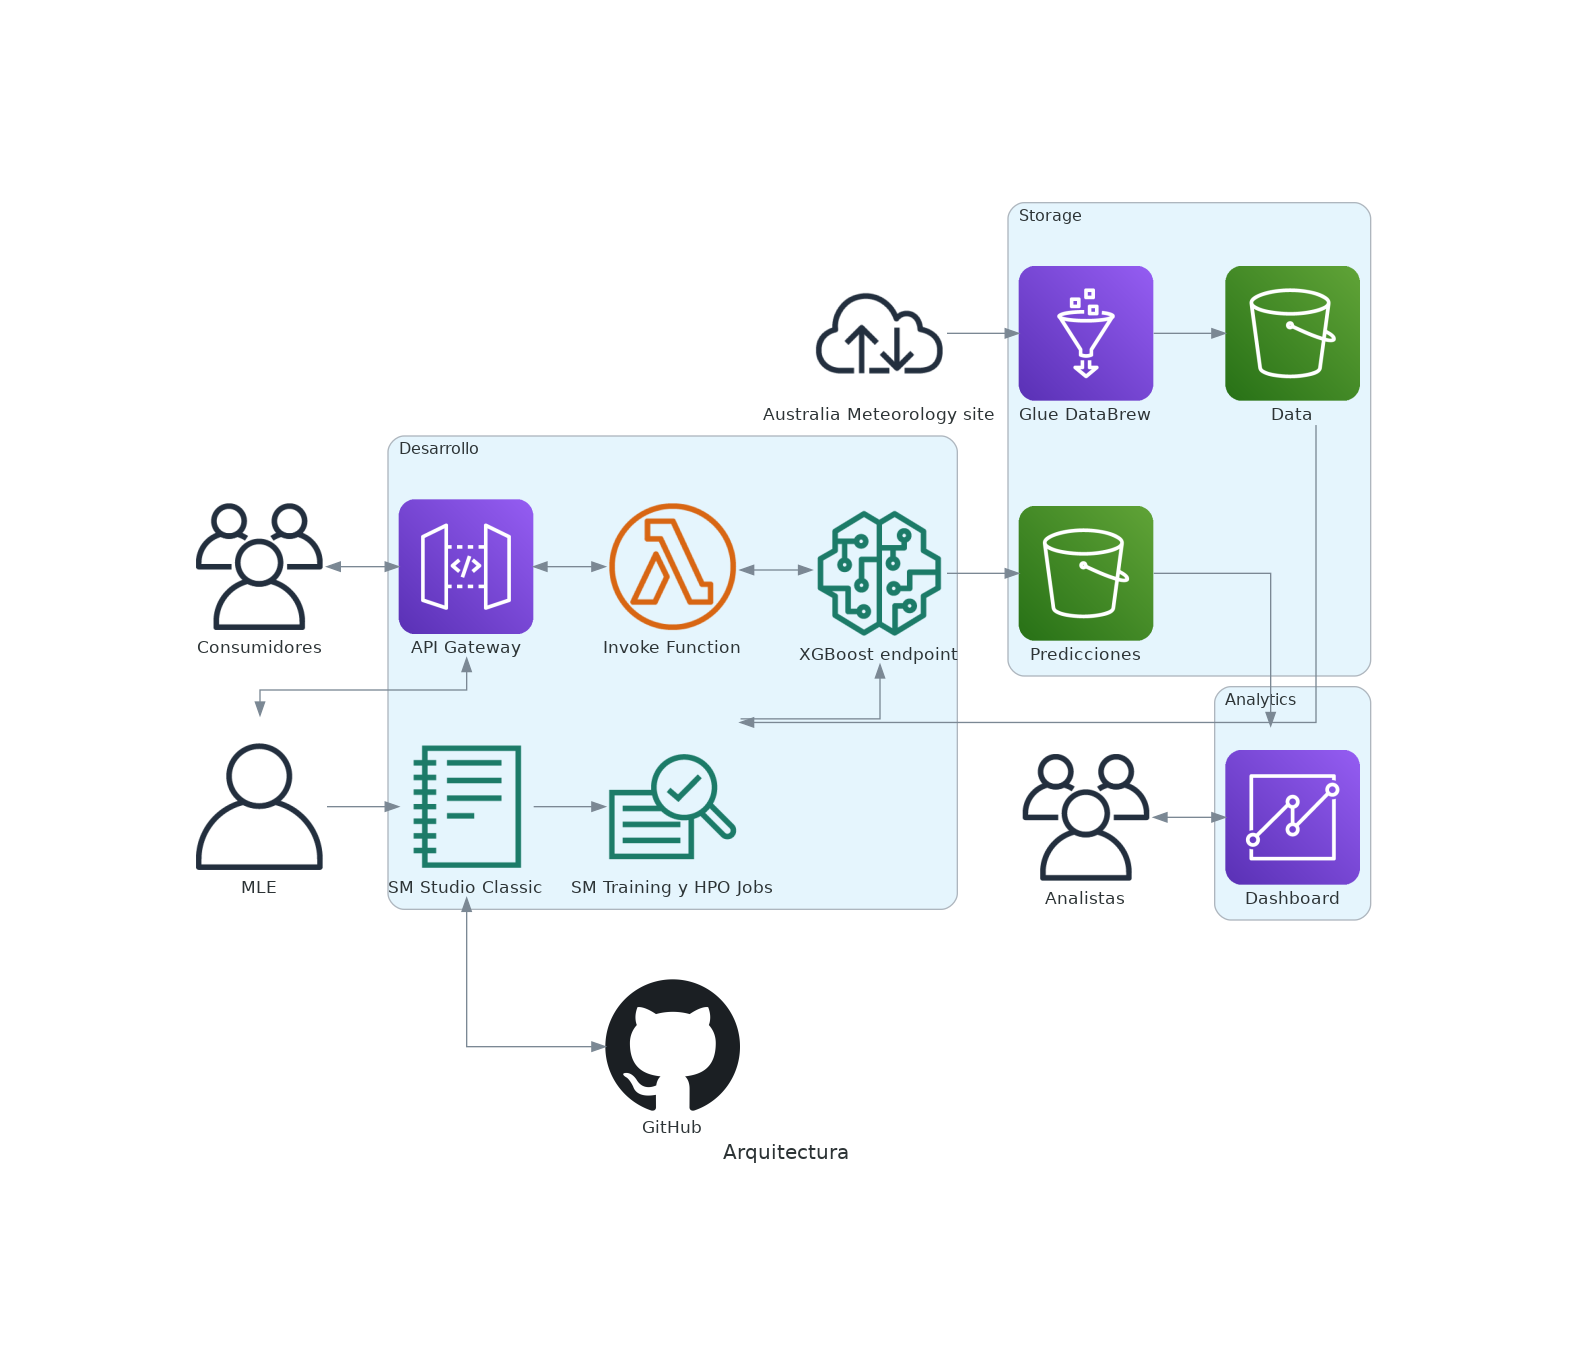 Storage
Australia Meteorology site
Glue DataBrew
Data
Desarrollo
Consumidores
API Gateway
Invoke Function
XGBoost endpoint
Predicciones
Analytics
MLE
SM Studio Classic
SM Training y HPO Jobs
Analistas
Dashboard
GitHub
Arquitectura